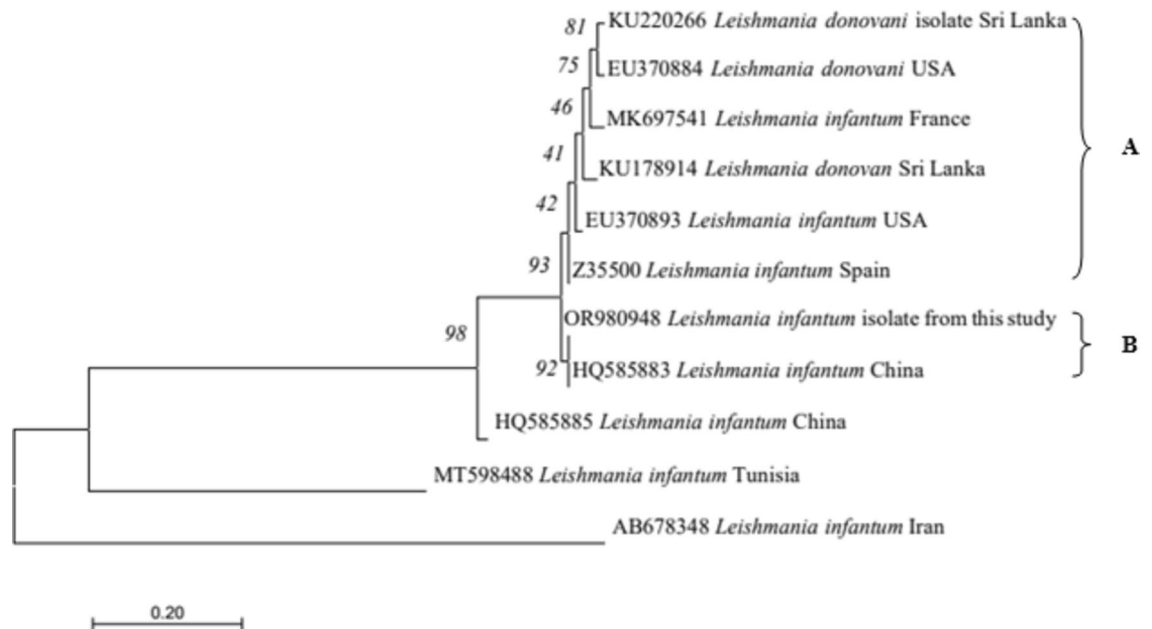 81
KU220266 Leishmania donovani isolate Sri Lanka
75
EU370884 Leishmania donovani USA
46
MK697541 Leishmania infantum France
41
KU178914 Leishmania donovan Sri Lanka
42
EU370893 Leishmania infantum USA
93
Z35500 Leishmania infantum Spain
A
98
OR980948 Leishmania infantum isolate from this study
92
HQ585883 Leishmania infantum China
B
HQ585885 Leishmania infantum China
MT598488 Leishmania infantum Tunisia
AB678348 Leishmania infantum Iran
0.20